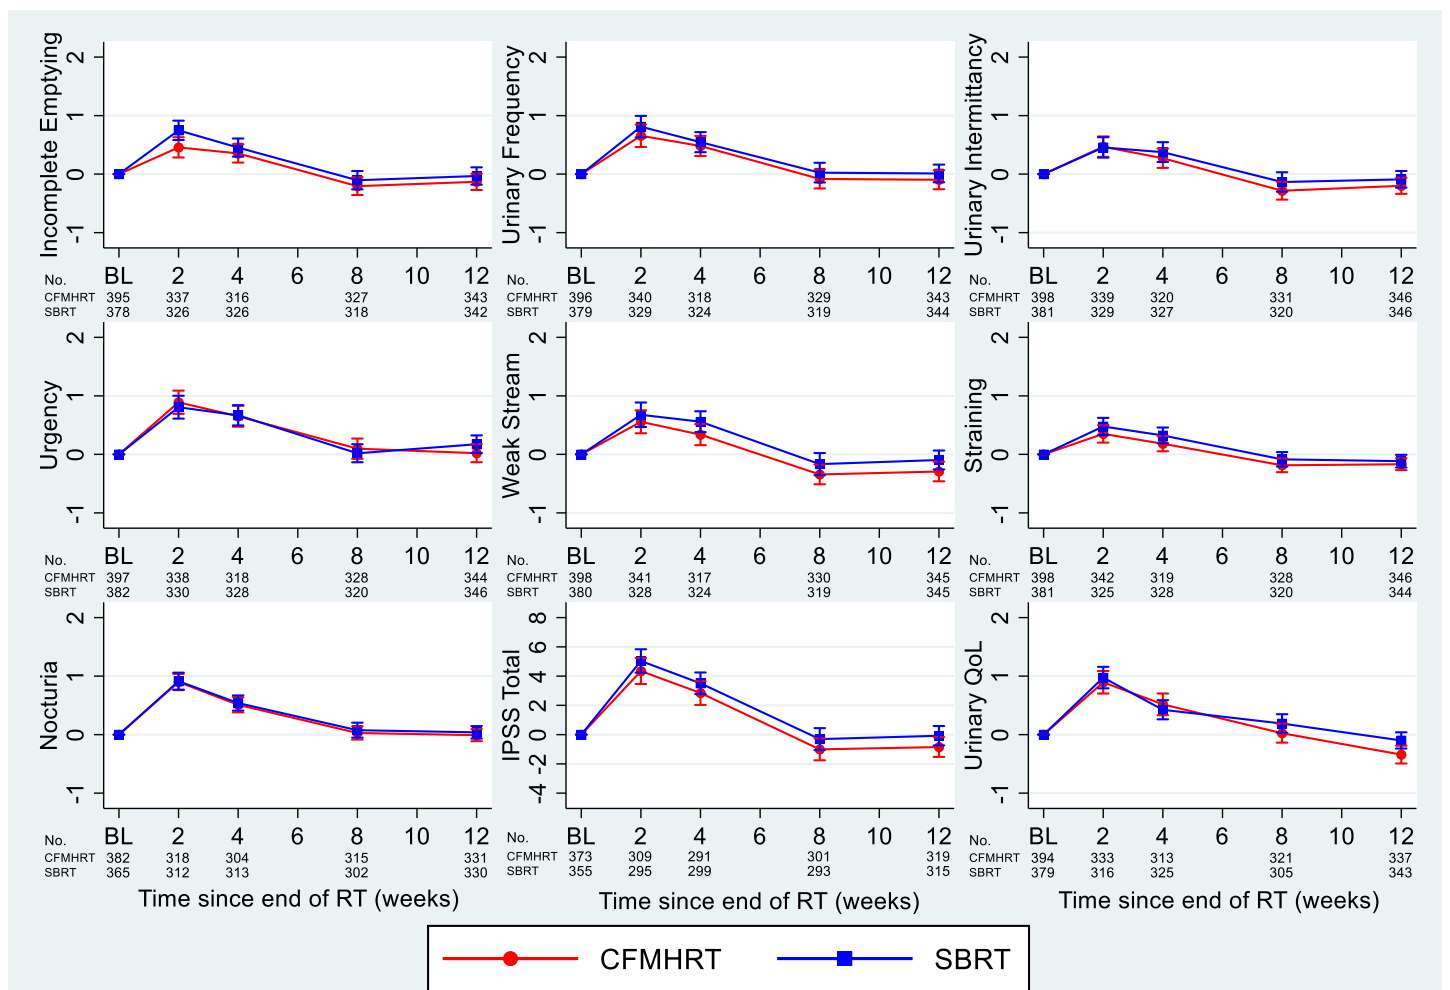 Incomplete Emptying
2
1
0
-1
BL 2 4 6 8 10 12
No.
CFMHRT 395 337 316 327 343
SBRT 378 326 326 318 342
Urinary Frequency
2
1
0
-1
BL 2 4 6 8 10 12
No.
CFMHRT 396 340 318 329 343
SBRT 379 329 324 319 344
Urinary Intermittancy
2
1
0
-1
BL 2 4 6 8 10 12
No.
CFMHRT 398 339 320 331 346
SBRT 381 329 327 320 346
Urgency
2
1
0
-1
BL 2 4 6 8 10 12
No.
CFMHRT 397 338 318 328 344
SBRT 382 330 328 320 346
Weak Stream
2
1
0
-1
BL 2 4 6 8 10 12
No.
CFMHRT 398 341 317 330 345
SBRT 380 328 324 319 345
Straining
2
1
0
-1
BL 2 4 6 8 10 12
No.
CFMHRT 398 342 319 328 346
SBRT 381 325 328 320 344
Nocturia
2
1
0
-1
BL 2 4 6 8 10 12
No.
CFMHRT 382 318 304 315 331
SBRT 365 312 313 302 330
Time since end of RT (weeks)
IPSS Total
8
6
4
2
0
-2
-4
BL 2 4 6 8 10 12
No.
CFMHRT 373 309 291 301 319
SBRT 355 295 299 293 315
Time since end of RT (weeks)
Urinary QoL
2
1
0
-1
BL 2 4 6 8 10 12
No.
CFMHRT 394 333 313 321 337
SBRT 379 316 325 305 343
Time since end of RT (weeks)
CFMHRT SBRT